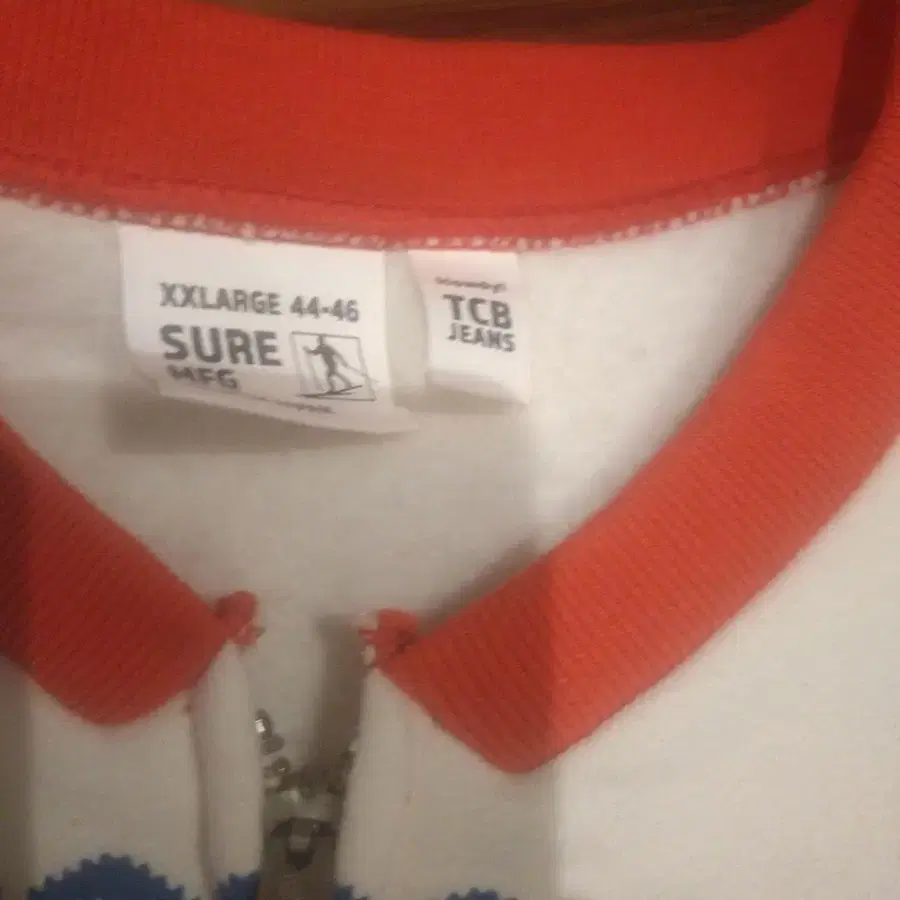 XXLARGE 44-46
SURE
MFG
TCB
JEANS